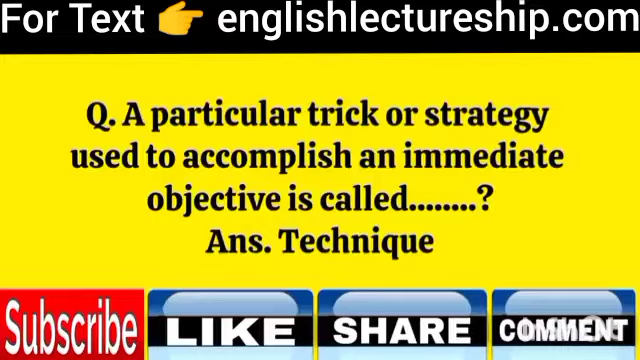 For Text 👉 englishlectureship.com
Q. A particular trick or strategy
used to accomplish an immediate
objective is called........?
Ans. Technique
Subscribe
LIKE
SHARE
COMMENT